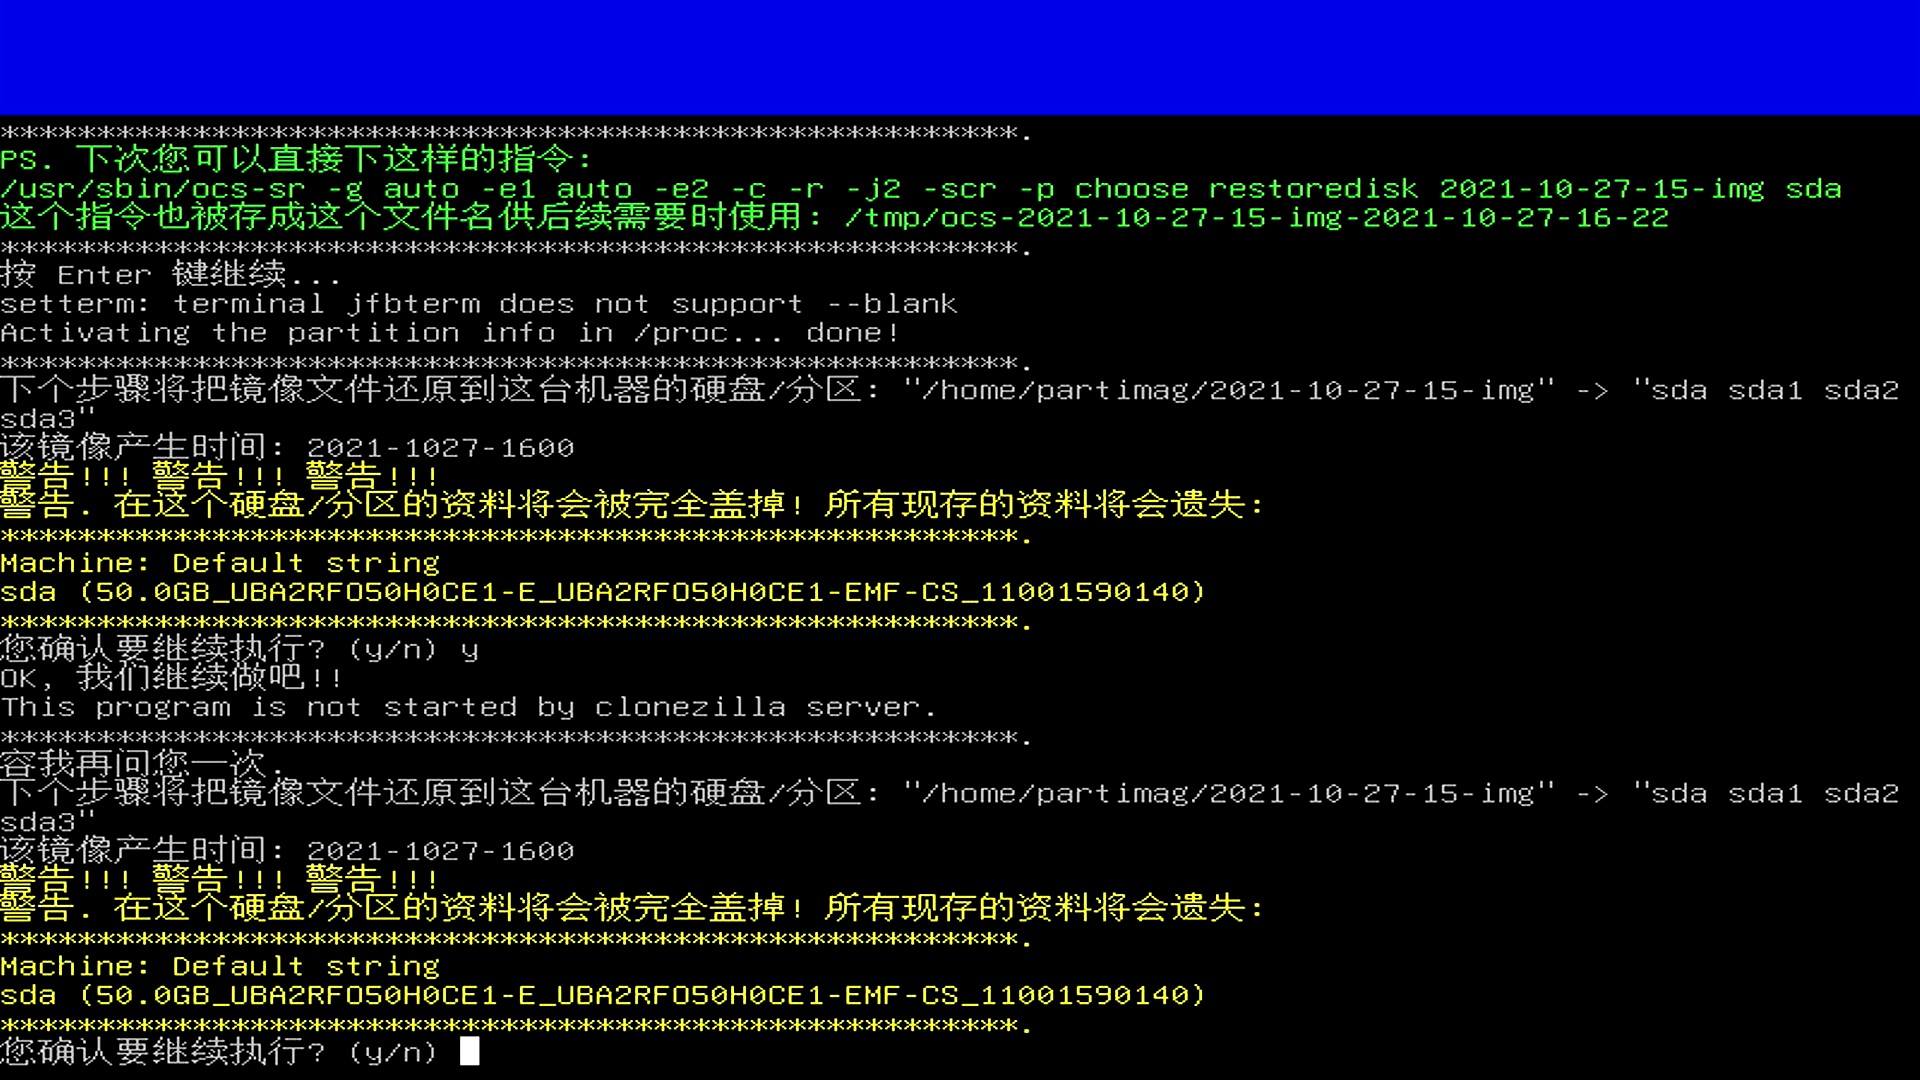 *****************************************************.
PS. 下次您可以直接下这样的指令:
/usr/sbin/ocs-sr -g auto -e1 auto -e2 -c -r -j2 -scr -p choose restoredisk 2021-10-27-15-img sda
这个指令也被存成这个文件名供后续需要时使用: /tmp/ocs-2021-10-27-15-img-2021-10-27-16-22
*****************************************************.
按 Enter 键继续...
setterm: terminal jfbterm does not support --blank
Activating the partition info in /proc... done!
*****************************************************.
下个步骤将把镜像文件还原到这台机器的硬盘/分区: "/home/partimag/2021-10-27-15-img" -> "sda sda1 sda2
sda3"
该镜像产生时间: 2021-1027-1600
警告!!! 警告!!! 警告!!!
警告. 在这个硬盘/分区的资料将会被完全盖掉! 所有现存的资料将会遗失:
*****************************************************.
Machine: Default string
sda (50.0GB_UBA2RFO50H0CE1-E_UBA2RFO50H0CE1-EMF-CS_11001590140)
*****************************************************.
您确认要继续执行? (y/n) y
OK, 我们继续做吧!!
This program is not started by clonezilla server.
*****************************************************.
容我再问您一次.
下个步骤将把镜像文件还原到这台机器的硬盘/分区: "/home/partimag/2021-10-27-15-img" -> "sda sda1 sda2
sda3"
该镜像产生时间: 2021-1027-1600
警告!!! 警告!!! 警告!!!
警告. 在这个硬盘/分区的资料将会被完全盖掉! 所有现存的资料将会遗失:
*****************************************************.
Machine: Default string
sda (50.0GB_UBA2RFO50H0CE1-E_UBA2RFO50H0CE1-EMF-CS_11001590140)
*****************************************************.
您确认要继续执行? (y/n)